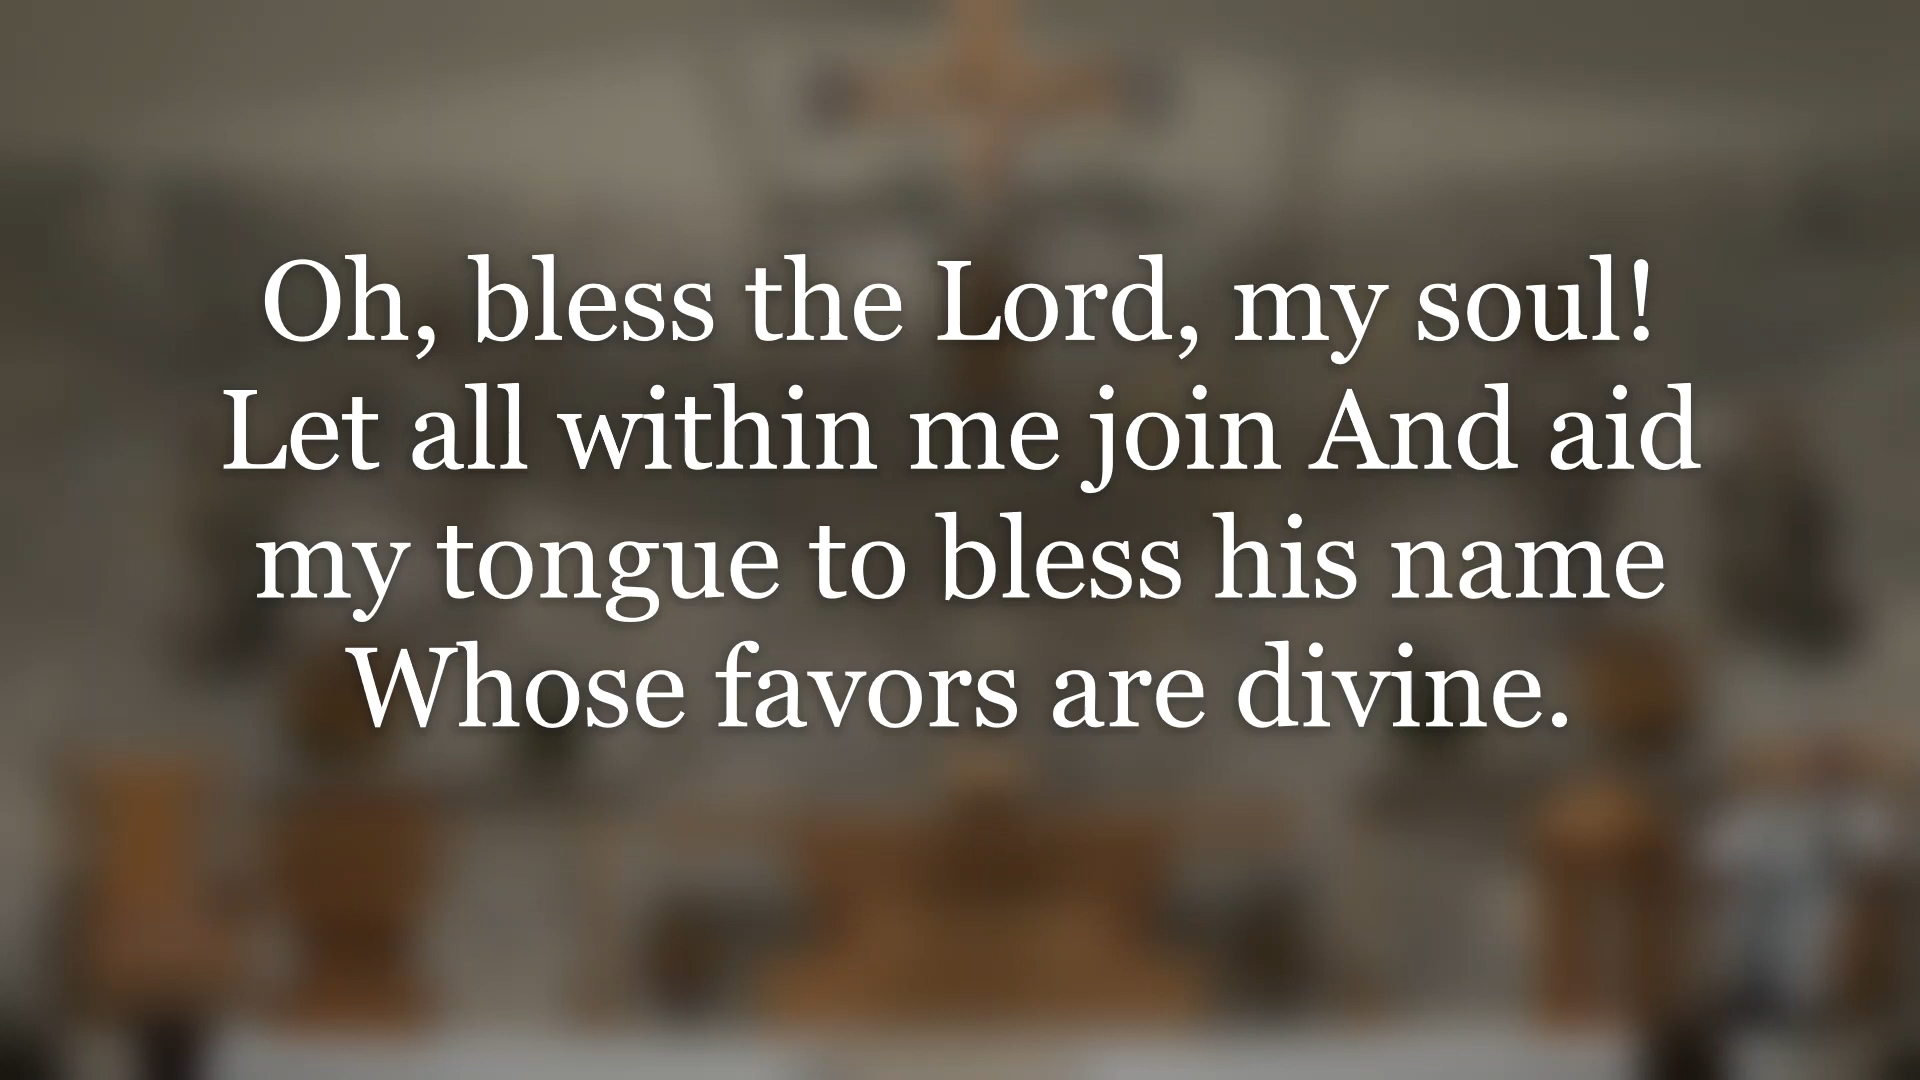 Oh, bless the Lord, my soul!
Let all within me join And aid
my tongue to bless his name
Whose favors are divine.